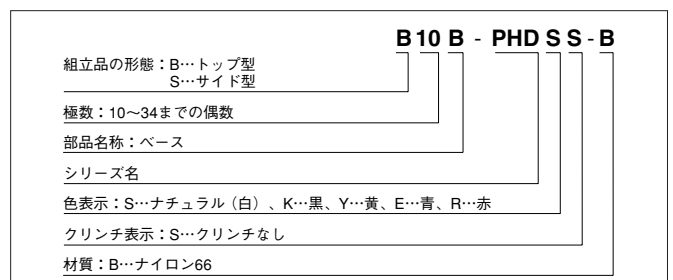 B 10 B - PHD S S - B
組立品の形態：B…トップ型
S…サイド型
極数：10〜34までの偶数
部品名称：ベース
シリーズ名
色表示：S…ナチュラル（白）、K…黒、Y…黄、E…青、R…赤
クリンチ表示：S…クリンチなし
材質：B…ナイロン66